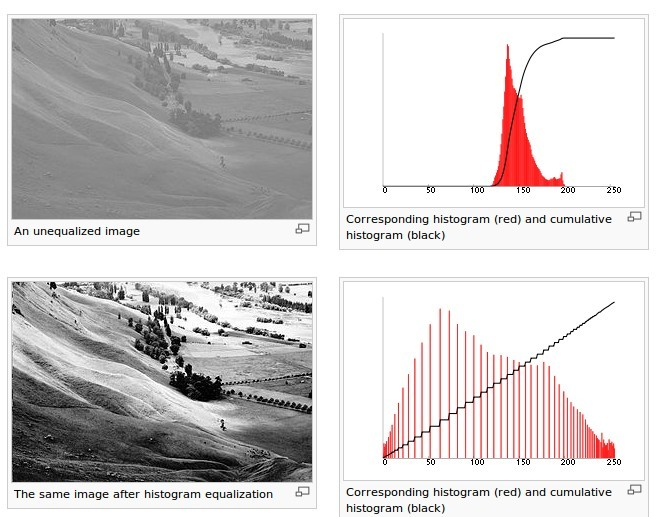 An unequalized image
0 50 100 150 200 250
Corresponding histogram (red) and cumulative
histogram (black)
The same image after histogram equalization
0 50 100 150 200 250
Corresponding histogram (red) and cumulative
histogram (black)